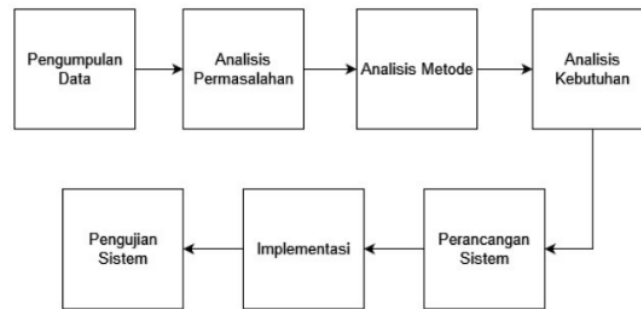 Pengumpulan
Data
Analisis
Permasalahan
Analisis Metode
Analisis
Kebutuhan
Perancangan
Sistem
Implementasi
Pengujian
Sistem